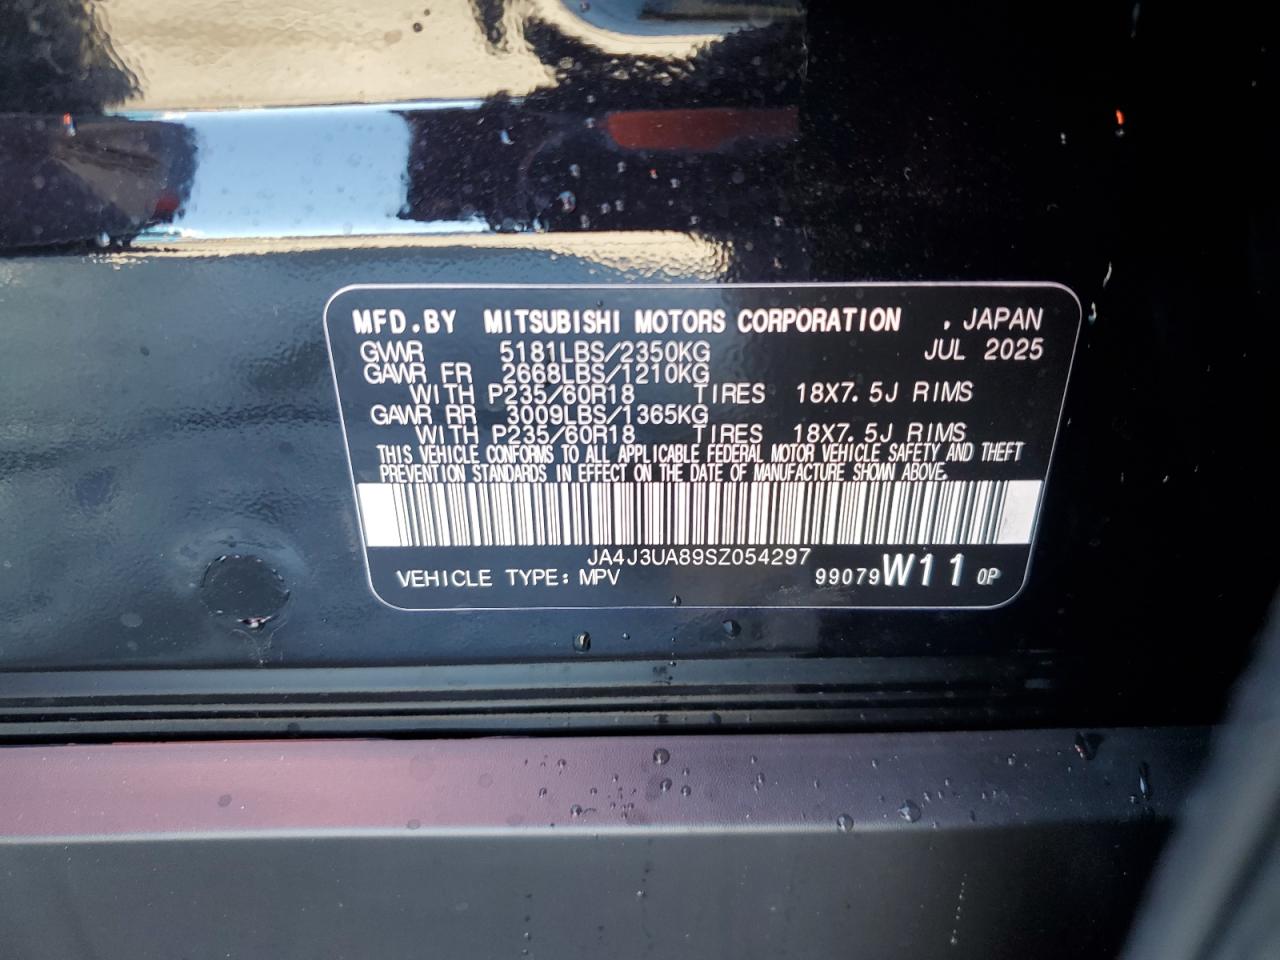 MFD.BY MITSUBISHI MOTORS CORPORATION , JAPAN
GVWR 5181LBS/2350KG JUL 2025
GAWR FR 2668LBS/1210KG
WITH P235/60R18 TIRES 18X7.5J RIMS
GAWR RR 3009LBS/1365KG
WITH P235/60R18 TIRES 18X7.5J RIMS
THIS VEHICLE CONFORMS TO ALL APPLICABLE FEDERAL MOTOR VEHICLE SAFETY AND THEFT
PREVENTION STANDARDS IN EFFECT ON THE DATE OF MANUFACTURE SHOWN ABOVE.
JA4J3UA89SZ054297
VEHICLE TYPE: MPV 99079 W11 0P